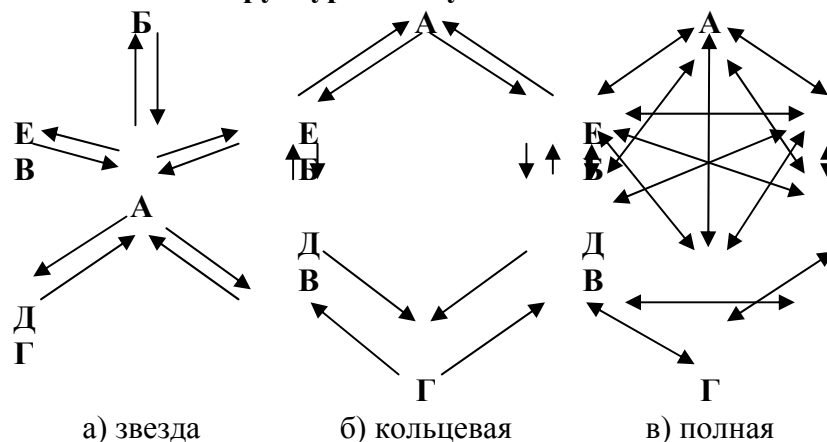 Б А А
Е Е Е
В Б Б
А
Д Д
В В
Д
Г
Г Г
а) звезда б) кольцевая в) полная